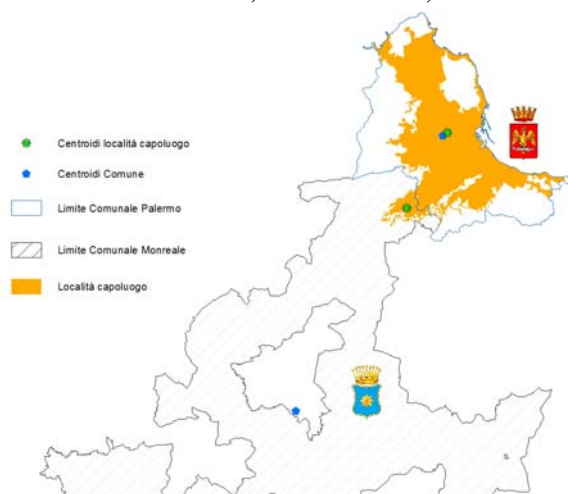 Centroidi località capoluogo
Centroidi Comune
Limite Comunale Palermo
Limite Comunale Monreale
Località capoluogo